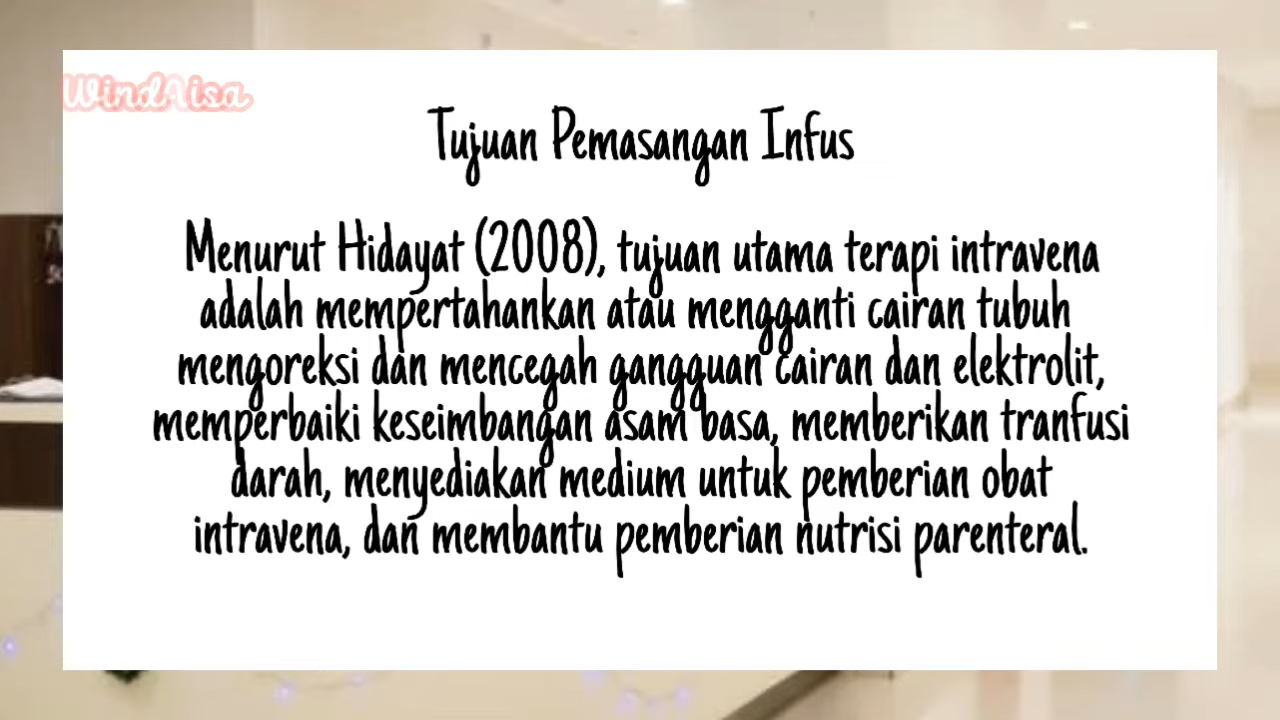 WindAisa
Tujuan Pemasangan Infus
Menurut Hidayat (2008), tujuan utama terapi intravena
adalah mempertahankan atau mengganti cairan tubuh
mengoreksi dan mencegah gangguan cairan dan elektrolit,
memperbaiki keseimbangan asam basa, memberikan tranfusi
darah, menyediakan medium untuk pemberian obat
intravena, dan membantu pemberian nutrisi parenteral.